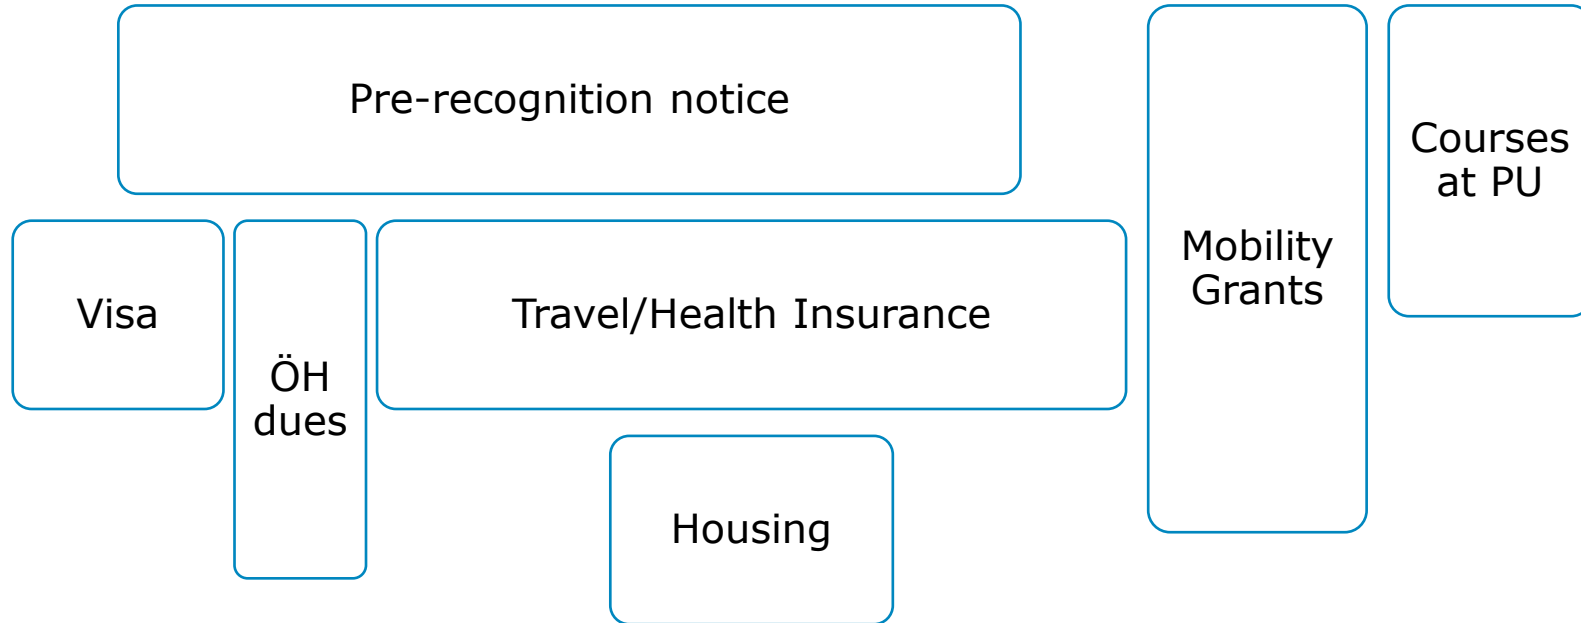 Pre-recognition notice
Courses
at PU
Mobility
Grants
Visa
ÖH
dues
Travel/Health Insurance
Housing